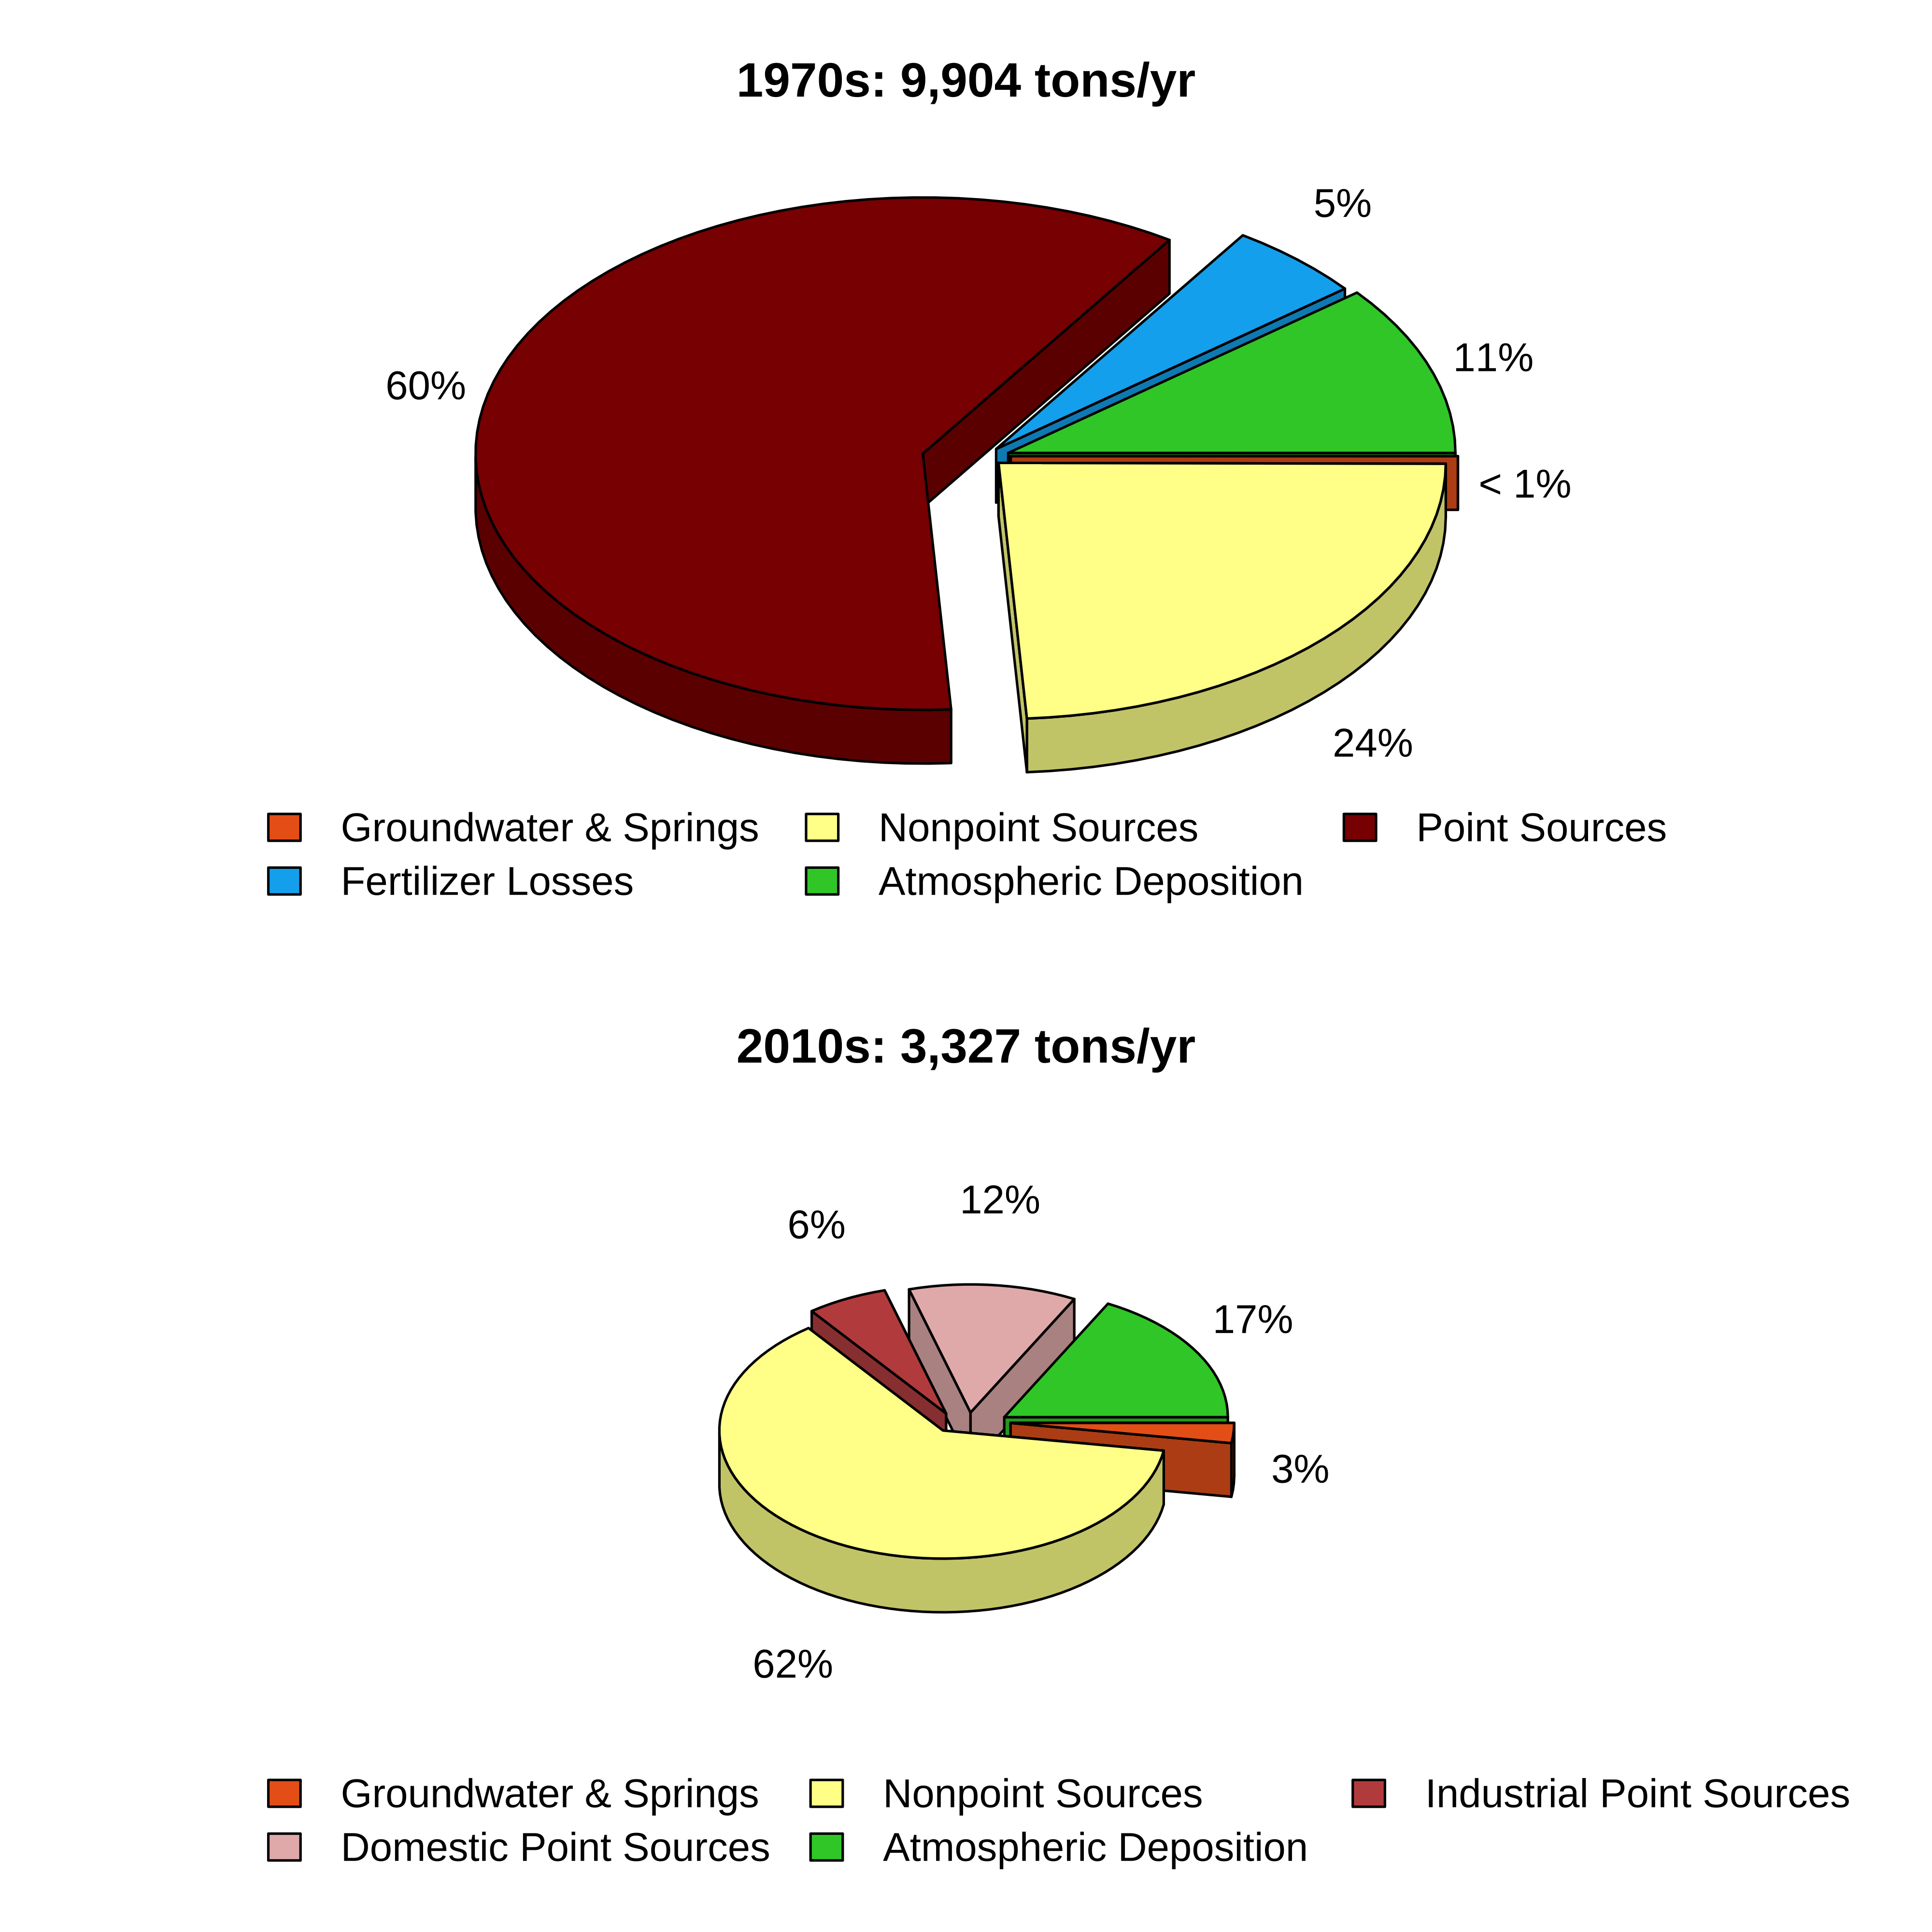 1970s: 9,904 tons/yr
5%
11%
60%
< 1%
24%
Groundwater & Springs
Nonpoint Sources
Point Sources
Fertilizer Losses
Atmospheric Deposition
2010s: 3,327 tons/yr
12%
6%
17%
3%
62%
Groundwater & Springs
Nonpoint Sources
Industrial Point Sources
Domestic Point Sources
Atmospheric Deposition